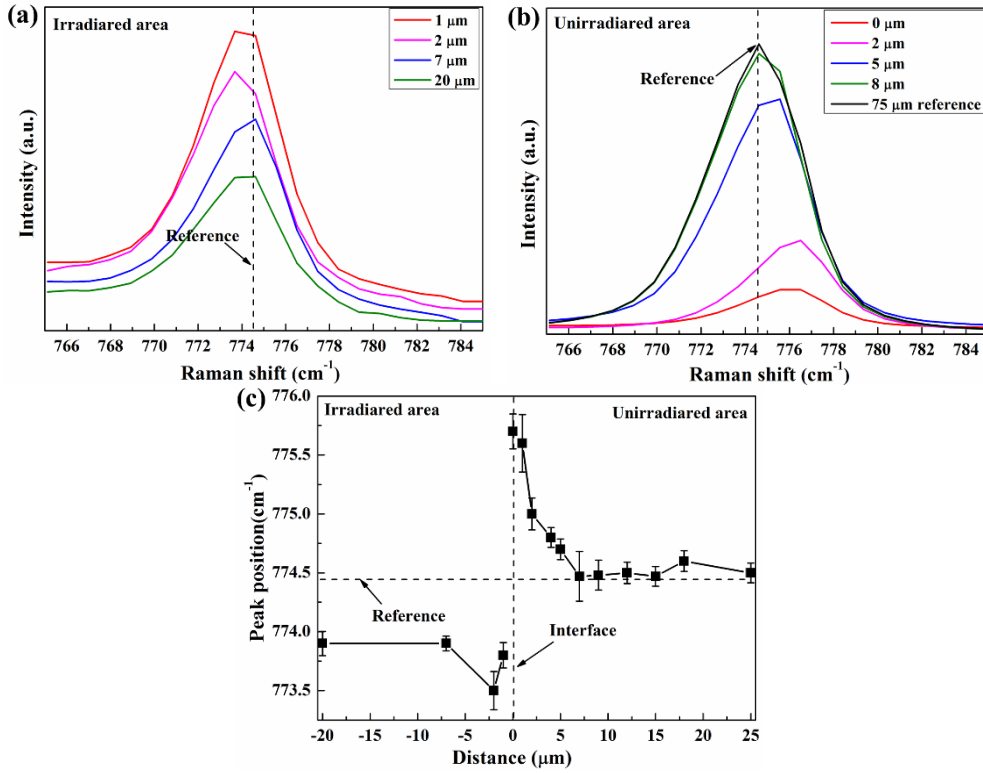 (a)
Irradiared area
1 μm
2 μm
7 μm
20 μm
Reference
Intensity (a.u.)
766 768 770 772 774 776 778 780 782 784
Raman shift (cm⁻¹)
(b)
Unirradiared area
0 μm
2 μm
5 μm
8 μm
75 μm reference
Reference
Intensity (a.u.)
766 768 770 772 774 776 778 780 782 784
Raman shift (cm⁻¹)
(c)
Irradiared area
Unirradiared area
776.0
775.5
775.0
774.5
774.0
773.5
Peak position(cm⁻¹)
Reference
Interface
-20 -15 -10 -5 0 5 10 15 20 25
Distance (μm)